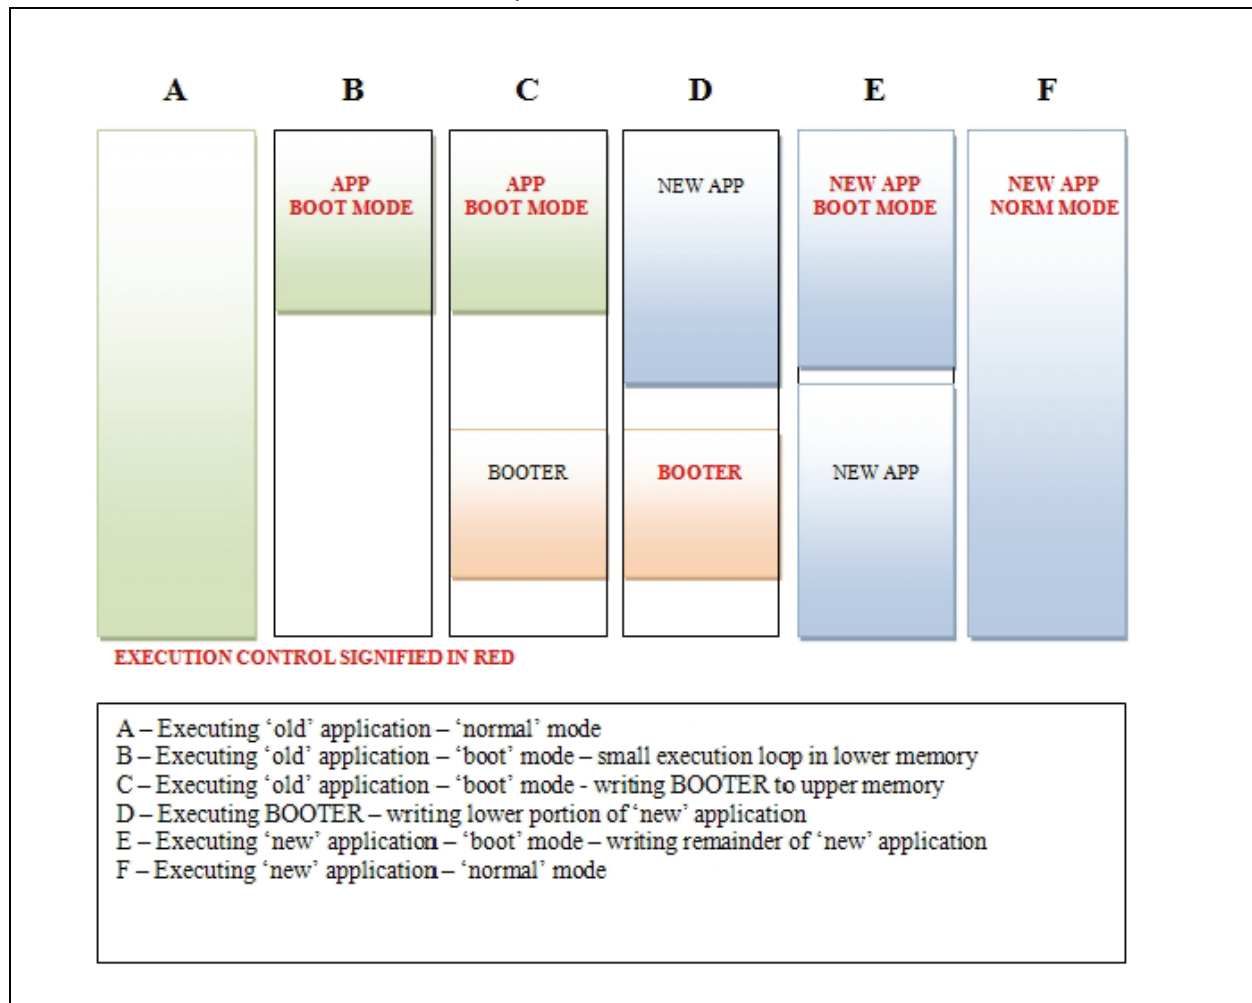 A B C D E F
APP
BOOT MODE
APP
BOOT MODE
NEW APP
NEW APP
BOOT MODE
NEW APP
NORM MODE
BOOTER
BOOTER
NEW APP
EXECUTION CONTROL SIGNIFIED IN RED
A – Executing ‘old’ application – ‘normal’ mode
B – Executing ‘old’ application – ‘boot’ mode – small execution loop in lower memory
C – Executing ‘old’ application – ‘boot’ mode - writing BOOTER to upper memory
D – Executing BOOTER – writing lower portion of ‘new’ application
E – Executing ‘new’ application – ‘boot’ mode – writing remainder of ‘new’ application
F – Executing ‘new’ application – ‘normal’ mode